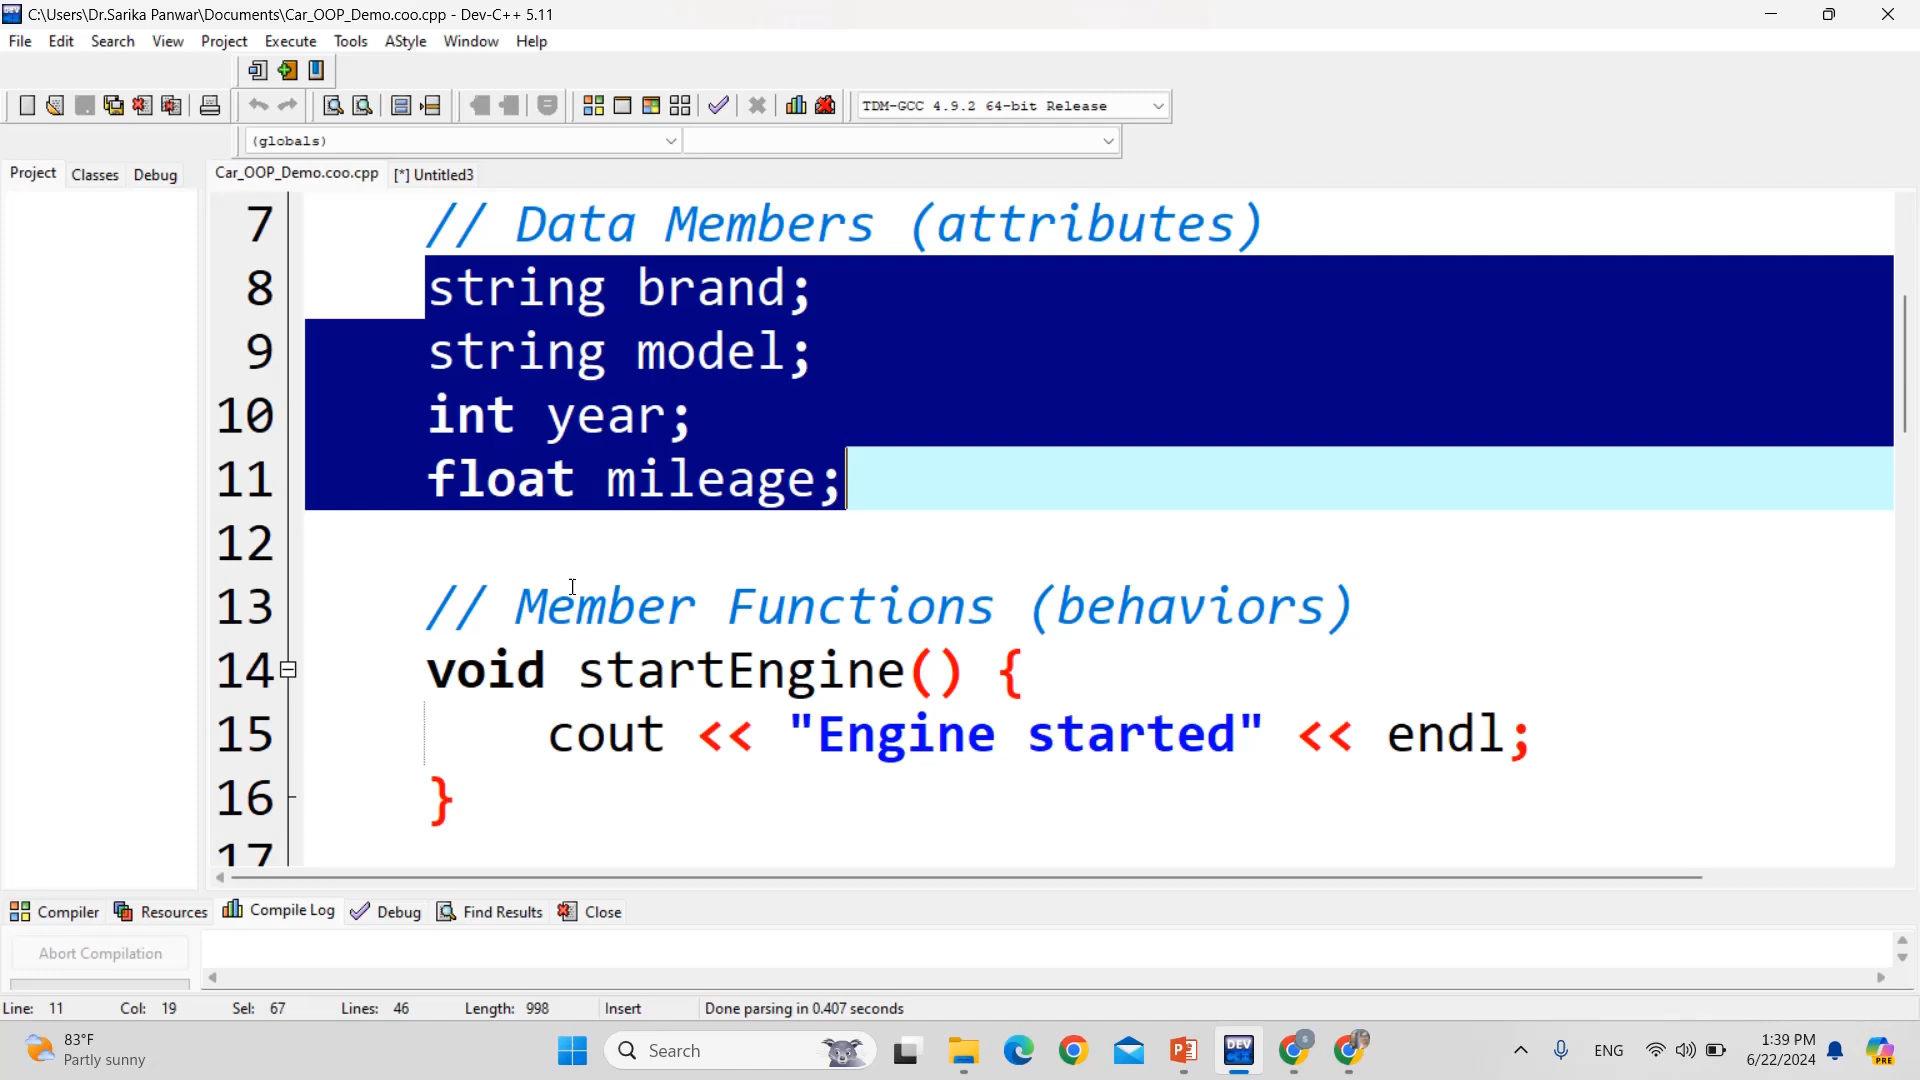 C:\Users\Dr.Sarika Panwar\Documents\Car_OOP_Demo.coo.cpp - Dev-C++ 5.11
File Edit Search View Project Execute Tools AStyle Window Help
TDM-GCC 4.9.2 64-bit Release
(globals)
Project Classes Debug Car_OOP_Demo.coo.cpp [*] Untitled3
7 // Data Members (attributes)
8 string brand;
9 string model;
10 int year;
11 float mileage;
12
13 // Member Functions (behaviors)
14 void startEngine() {
15 cout << "Engine started" << endl;
16 }
17
Compiler Resources Compile Log Debug Find Results Close
Abort Compilation
Line: 11 Col: 19 Sel: 67 Lines: 46 Length: 998 Insert Done parsing in 0.407 seconds
83°F
Partly sunny
Search
DEV
ENG
1:39 PM
6/22/2024
PRE